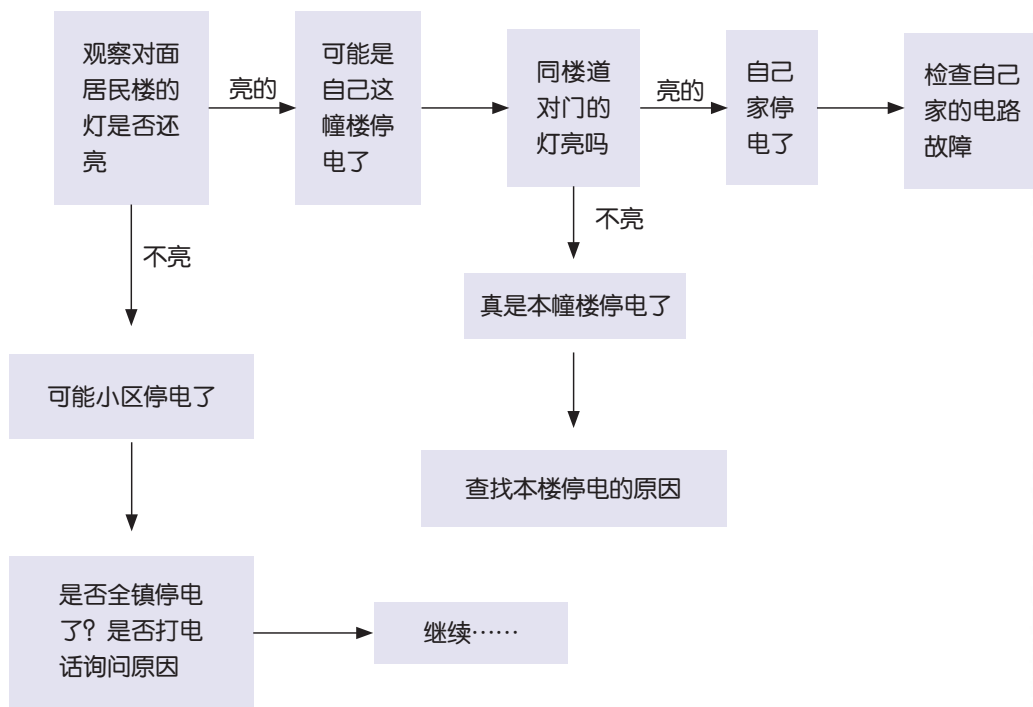 观察对面
居民楼的
灯是否还
亮
亮的
可能是
自己这
幢楼停
电了
同楼道
对门的
灯亮吗
亮的
自己
家停
电了
检查自己
家的电路
故障
不亮
不亮
真是本幢楼停电了
可能小区停电了
查找本楼停电的原因
是否全镇停电
了？是否打电
话询问原因
继续……